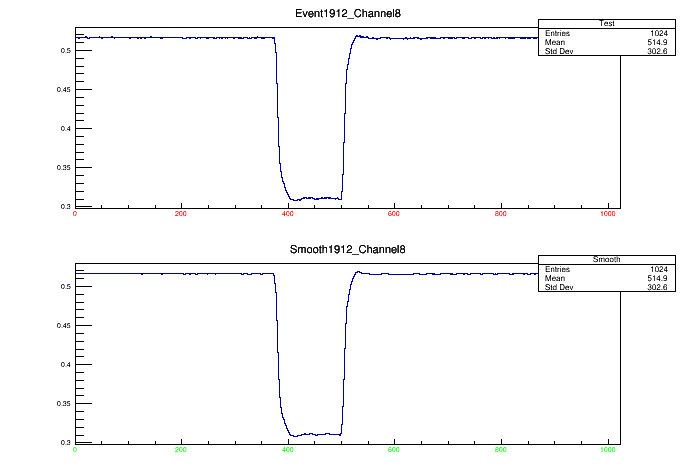 Event1912_Channel8
Test
Entries 1024
Mean 514.9
Std Dev 302.6
0.5
0.45
0.4
0.35
0.3
0 200 400 600 800 1000
Smooth1912_Channel8
Smooth
Entries 1024
Mean 514.9
Std Dev 302.6
0.5
0.45
0.4
0.35
0.3
0 200 400 600 800 1000